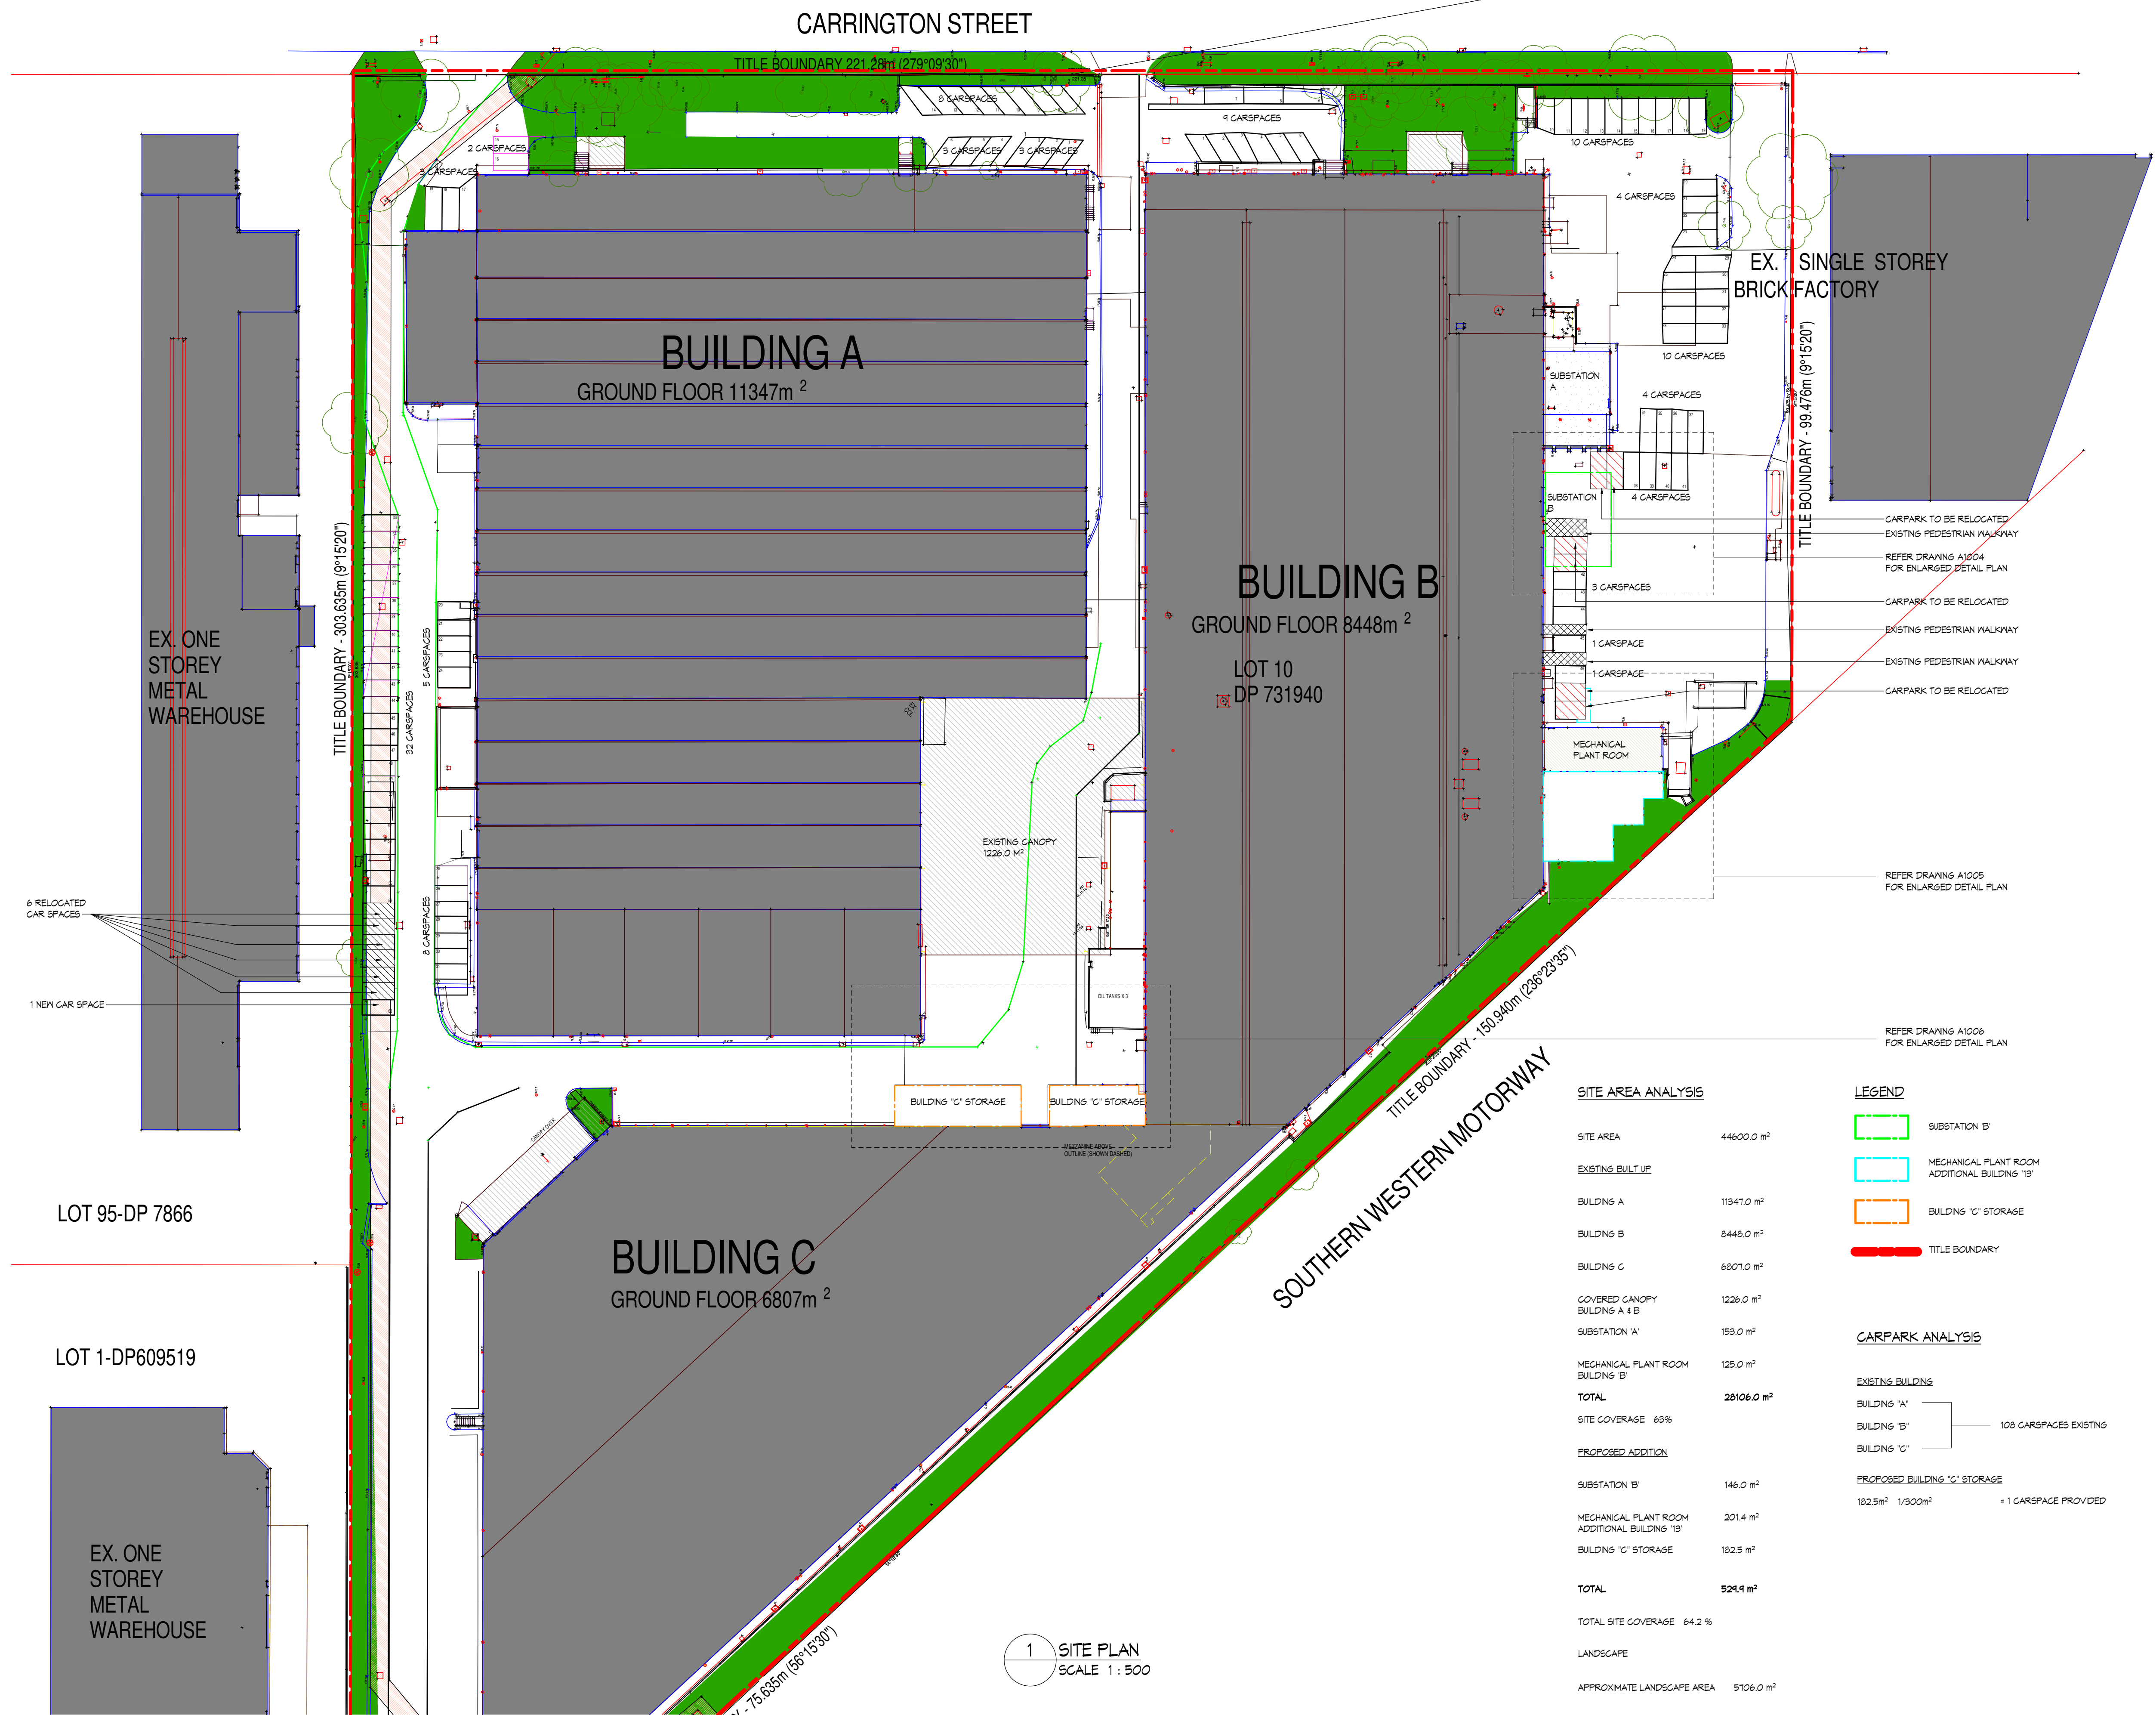 CARRINGTON STREET
TITLE BOUNDARY 221.28m (279°09'30")
221.28
8 CARSPACES
9 CARSPACES
2 CARSPACES
3 CARSPACES
3 CARSPACES
3 CARSPACES
10 CARSPACES
4 CARSPACES
EX. SINGLE STOREY
BRICK FACTORY
10 CARSPACES
BUILDING A
GROUND FLOOR 11347m 2
SUBSTATION
A
4 CARSPACES
TITLE BOUNDARY - 99.476m (9°15'20")
SUBSTATION
B
4 CARSPACES
CARPARK TO BE RELOCATED
EXISTING PEDESTRIAN WALKWAY
REFER DRAWING A1004
FOR ENLARGED DETAIL PLAN
3 CARSPACES
CARPARK TO BE RELOCATED
EXISTING PEDESTRIAN WALKWAY
1 CARSPACE
EXISTING PEDESTRIAN WALKWAY
1 CARSPACE
CARPARK TO BE RELOCATED
BUILDING B
GROUND FLOOR 8448m 2
LOT 10
DP 731940
EX. ONE
STOREY
METAL
WAREHOUSE
TITLE BOUNDARY - 303.635m (9°15'20")
5 CARSPACES
32 CARSPACES
8 CARSPACES
MECHANICAL
PLANT ROOM
EXISTING CANOPY
1226.0 M2
REFER DRAWING A1005
FOR ENLARGED DETAIL PLAN
6 RELOCATED
CAR SPACES
1 NEW CAR SPACE
OIL TANKS X 3
REFER DRAWING A1006
FOR ENLARGED DETAIL PLAN
TITLE BOUNDARY - 150.940m (236°23'35")
SOUTHERN WESTERN MOTORWAY
BUILDING "C" STORAGE
BUILDING "C" STORAGE
CANOPY OVER
MEZZANINE ABOVE
OUTLINE (SHOWN DASHED)
LOT 95-DP 7866
BUILDING C
GROUND FLOOR 6807m 2
LOT 1-DP609519
EX. ONE
STOREY
METAL
WAREHOUSE
75.635m (56°15'30")
1
SITE PLAN
SCALE 1 : 500
SITE AREA ANALYSIS
SITE AREA 44600.0 m2
EXISTING BUILT UP
BUILDING A 11347.0 m2
BUILDING B 8448.0 m2
BUILDING C 6807.0 m2
COVERED CANOPY 1226.0 m2
BUILDING A & B
SUBSTATION 'A' 153.0 m2
MECHANICAL PLANT ROOM 125.0 m2
BUILDING 'B'
TOTAL 28106.0 m2
SITE COVERAGE 63%
PROPOSED ADDITION
SUBSTATION 'B' 146.0 m2
MECHANICAL PLANT ROOM 201.4 m2
ADDITIONAL BUILDING '13'
BUILDING "C" STORAGE 182.5 m2
TOTAL 529.9 m2
TOTAL SITE COVERAGE 64.2 %
LANDSCAPE
APPROXIMATE LANDSCAPE AREA 5706.0 m2
LEGEND
SUBSTATION 'B'
MECHANICAL PLANT ROOM
ADDITIONAL BUILDING '13'
BUILDING "C" STORAGE
TITLE BOUNDARY
CARPARK ANALYSIS
EXISTING BUILDING
BUILDING "A"
BUILDING "B"
BUILDING "C"
108 CARSPACES EXISTING
PROPOSED BUILDING "C" STORAGE
182.5m2 1/300m2 = 1 CARSPACE PROVIDED